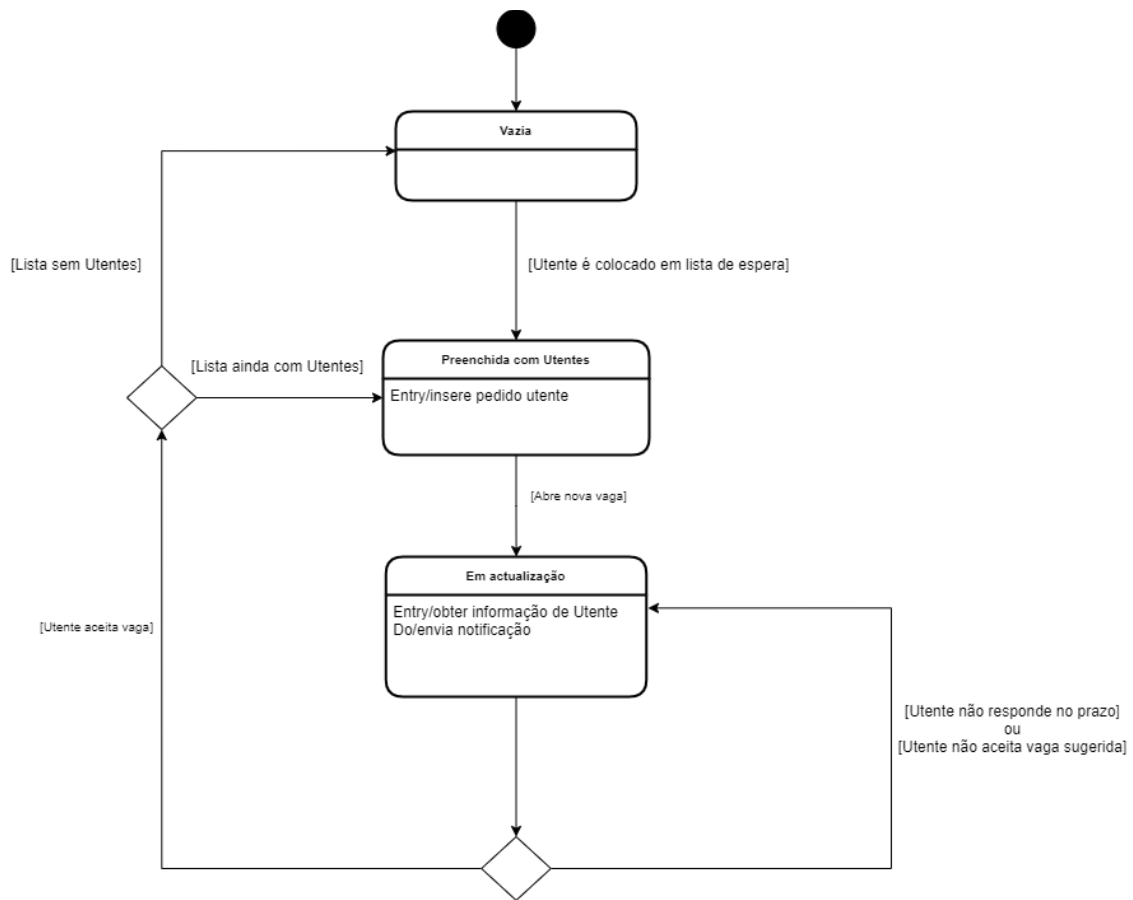 Vazia
[Lista sem Utentes]
[Utente é colocado em lista de espera]
Preenchida com Utentes
[Lista ainda com Utentes]
Entry/insere pedido utente
[Abre nova vaga]
Em actualização
Entry/obter informação de Utente
Do/envia notificação
[Utente aceita vaga]
[Utente não responde no prazo]
ou
[Utente não aceita vaga sugerida]